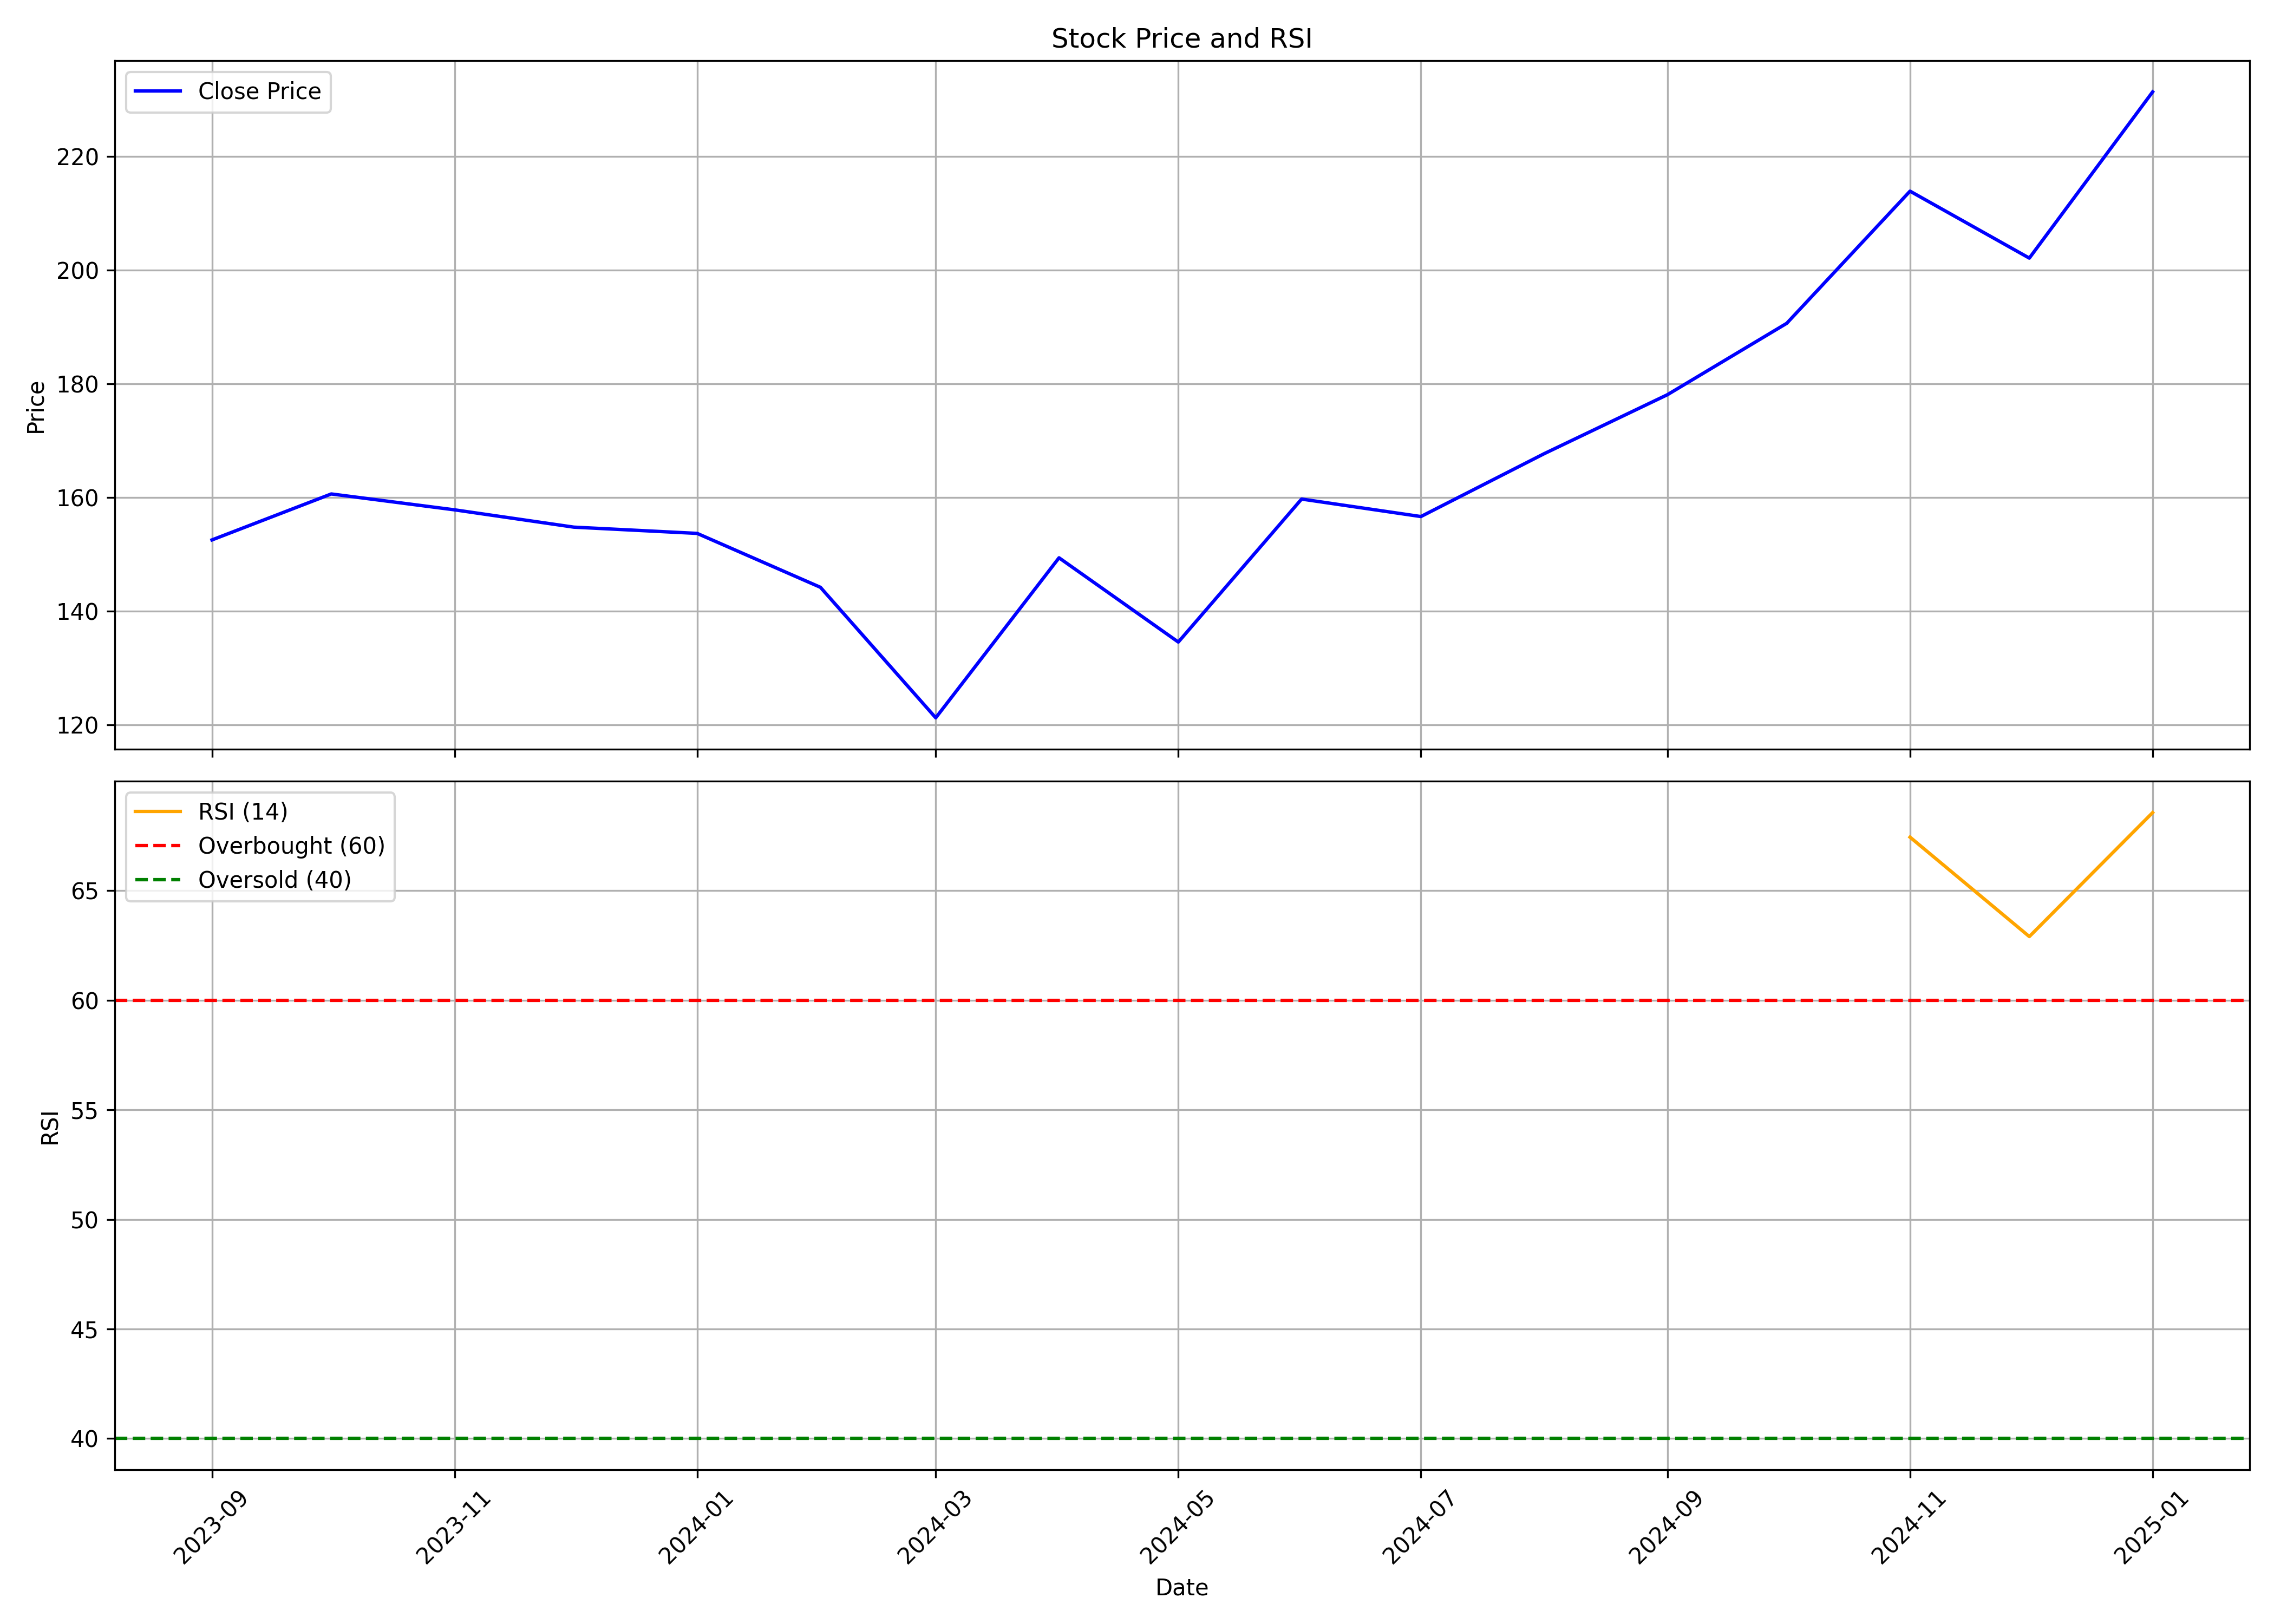 Stock Price and RSI
Close Price
220
200
180
160
140
120
Price
RSI (14)
Overbought (60)
Oversold (40)
65
60
55
50
45
40
RSI
2023-09
2023-11
2024-01
2024-03
2024-05
2024-07
2024-09
2024-11
2025-01
Date